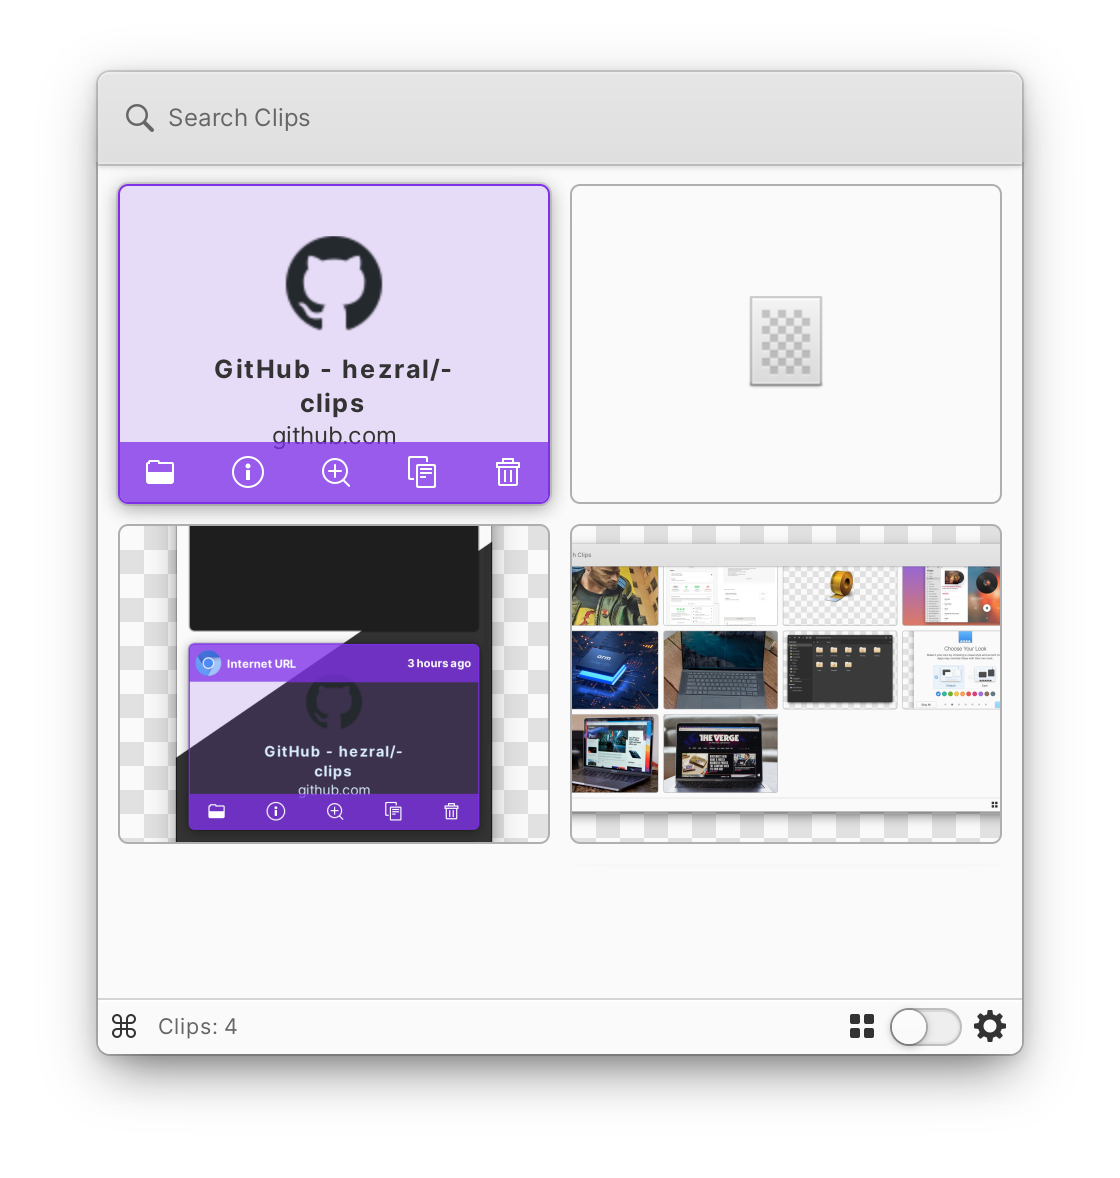 Search Clips
GitHub - hezral/-
clips
github.com
Internet URL
3 hours ago
GitHub - hezral/-
clips
github.com
h Clips
arm
Choose Your Look
THE VERGE
Clips: 4